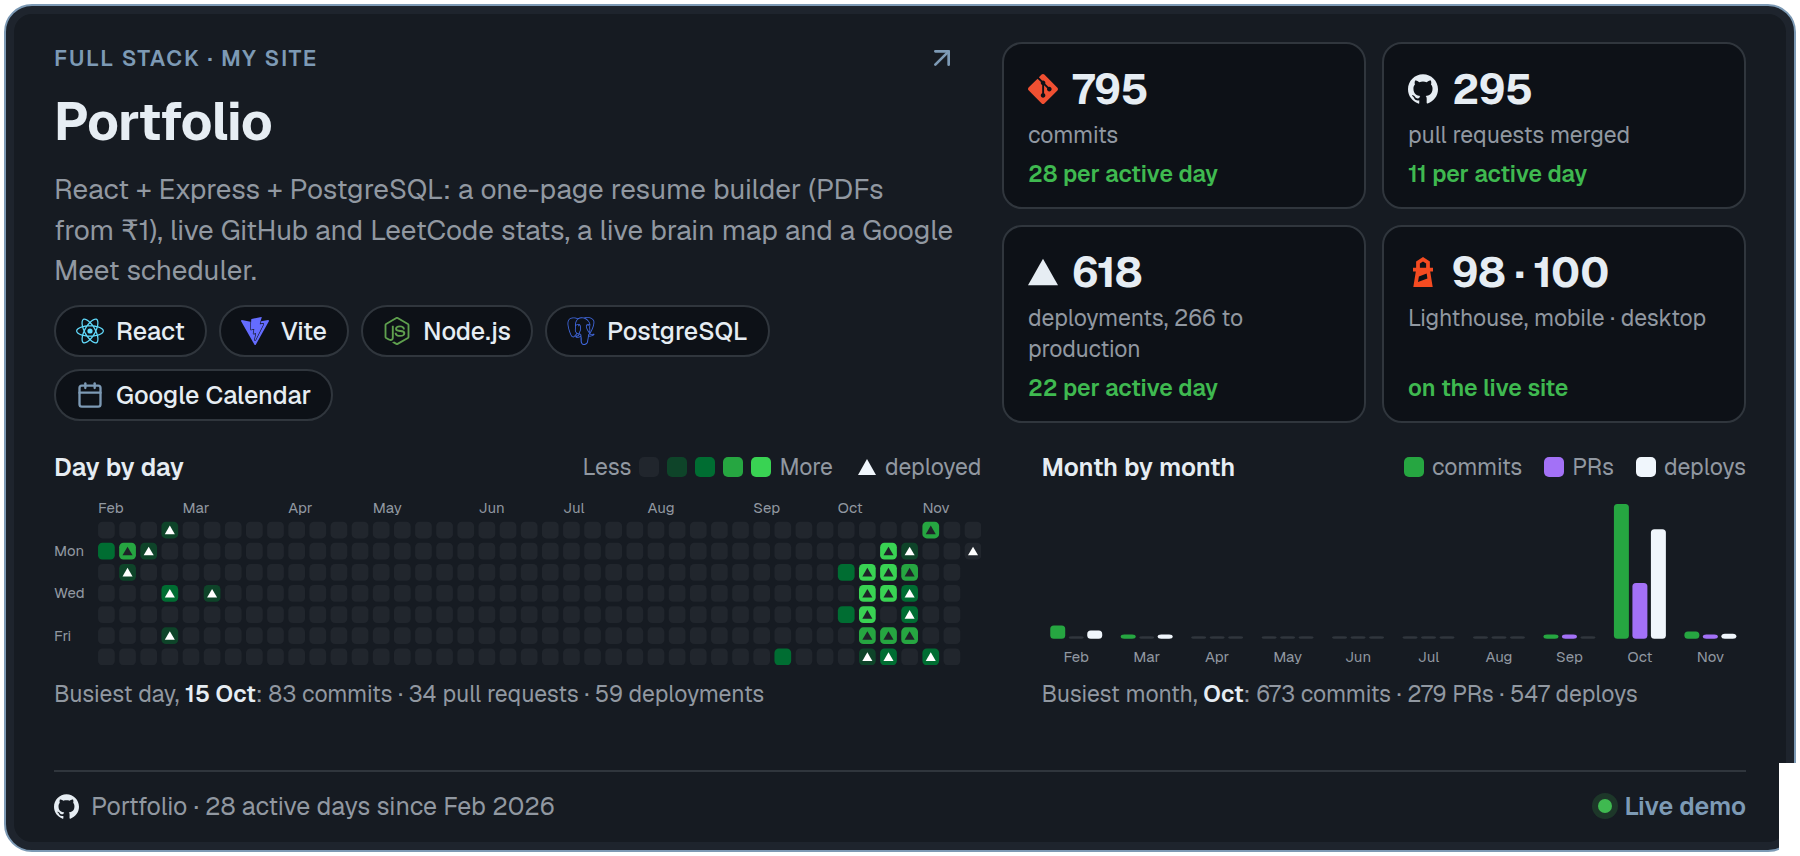 FULL STACK · MY SITE
Portfolio
React + Express + PostgreSQL: a one-page resume builder (PDFs
from ₹1), live GitHub and LeetCode stats, a live brain map and a Google
Meet scheduler.
React
Vite
Node.js
PostgreSQL
Google Calendar
795
commits
28 per active day
295
pull requests merged
11 per active day
618
deployments, 266 to
production
22 per active day
98 · 100
Lighthouse, mobile · desktop
on the live site
Day by day
Less More deployed
Feb Mar Apr May Jun Jul Aug Sep Oct Nov
Mon
Wed
Fri
Busiest day, 15 Oct: 83 commits · 34 pull requests · 59 deployments
Month by month
commits PRs deploys
Feb Mar Apr May Jun Jul Aug Sep Oct Nov
Busiest month, Oct: 673 commits · 279 PRs · 547 deploys
Portfolio · 28 active days since Feb 2026
Live demo